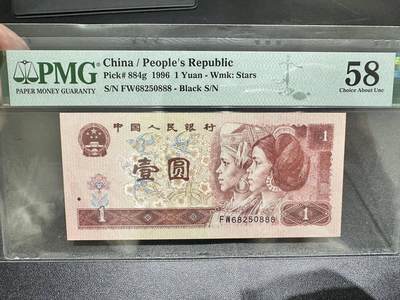 PMG
PAPER MONEY GUARANTY
China / People's Republic
Pick# 884g 1996 1 Yuan - Wmk: Stars
S/N FW68250888 - Black S/N
58
Choice About Unc
中国人民银行
1
壹圆
FW68250888
1
1